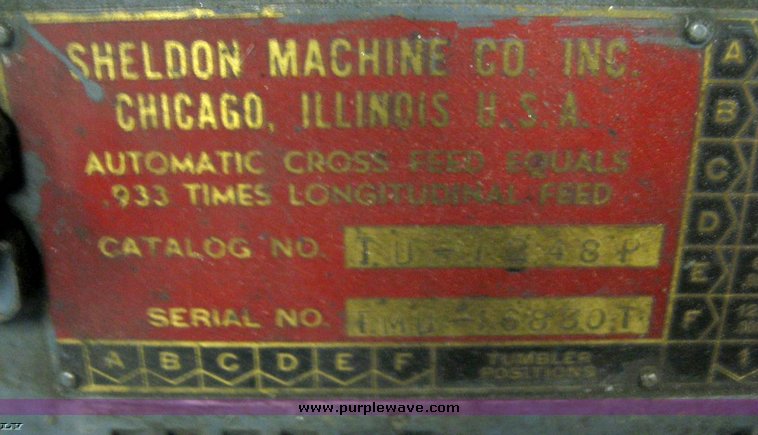 SHELDON MACHINE CO. INC.
CHICAGO, ILLINOIS U.S.A.
AUTOMATIC CROSS FEED EQUALS
.933 TIMES LONGITUDINAL FEED
CATALOG NO.
SERIAL NO.
A B C D E F TUMBLER
POSITIONS
A
B
C
D
E
F
www.purplewave.com